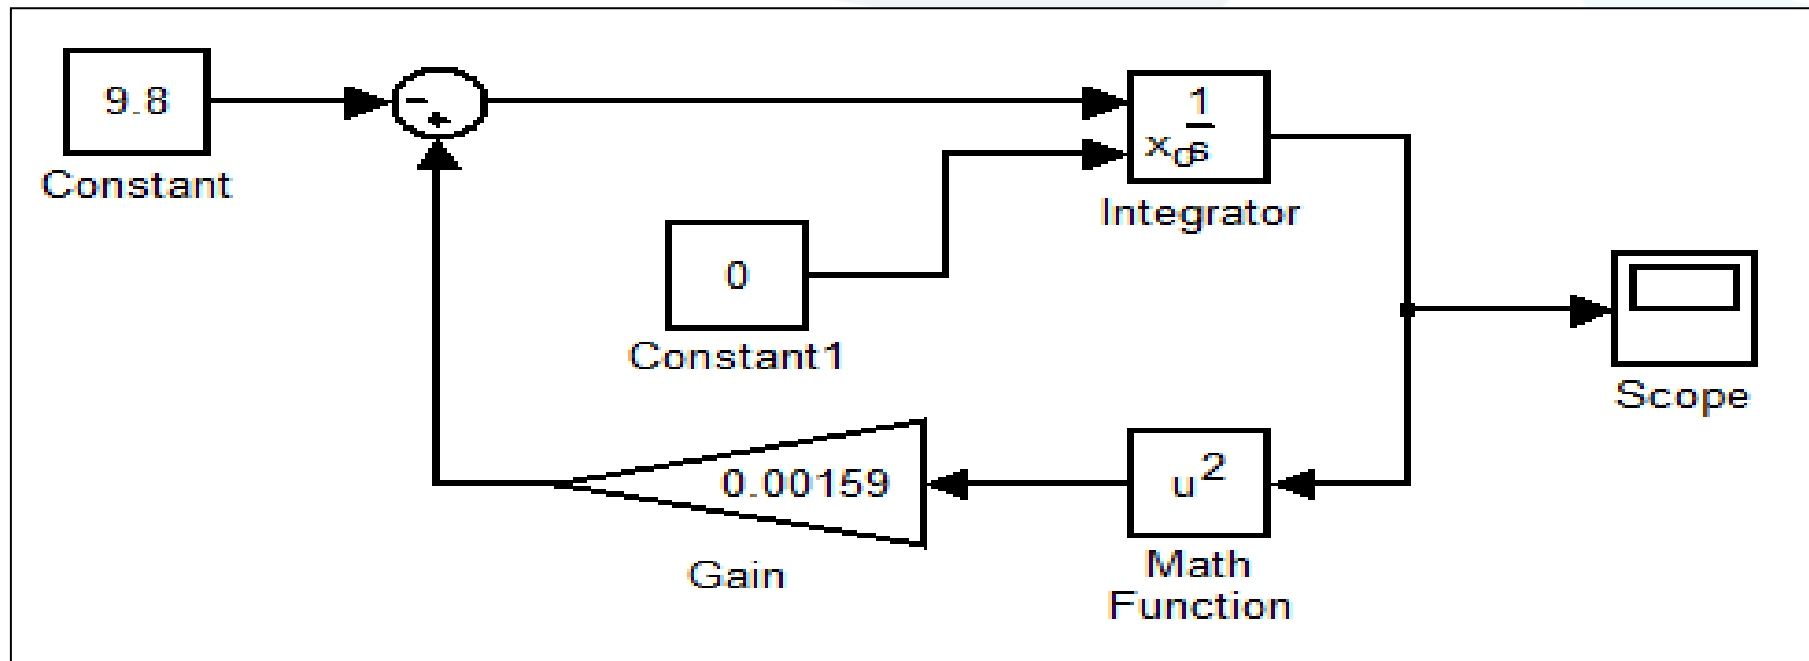 9.8
Constant
-
+
1
x₀ s
Integrator
0
Constant1
Scope
0.00159
Gain
u²
Math
Function